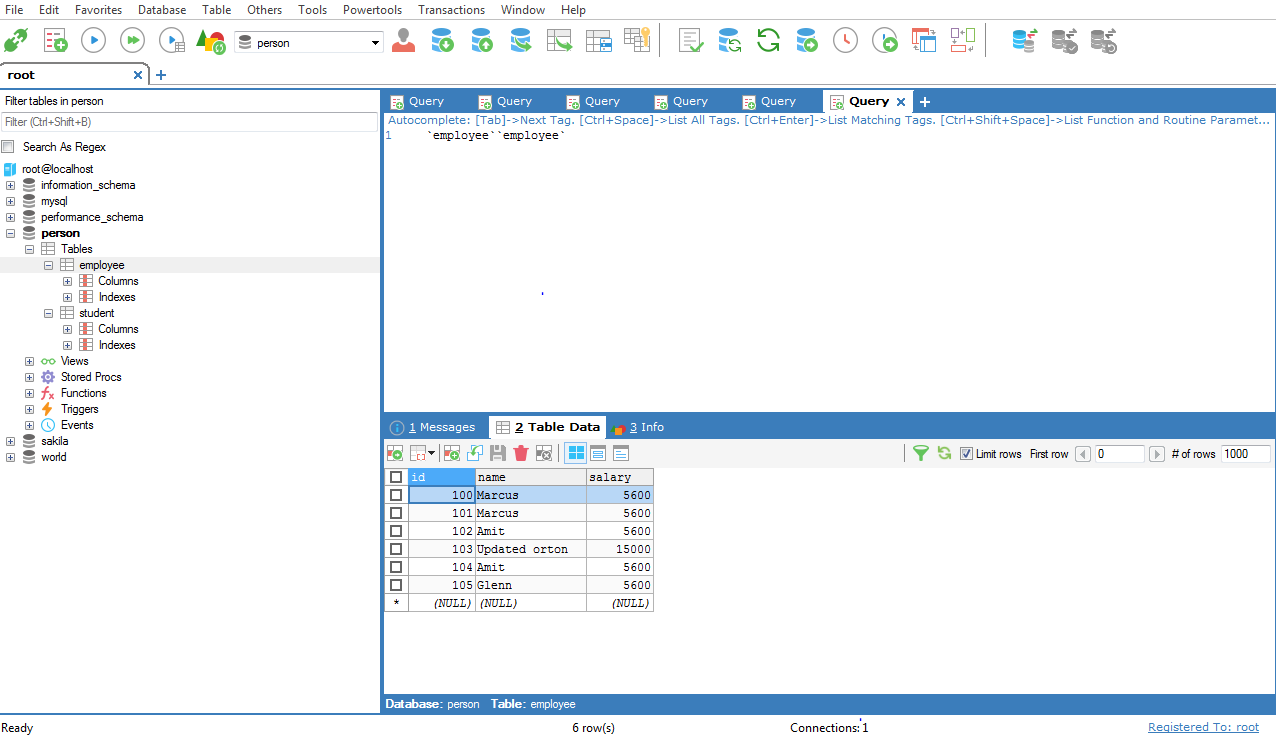 File Edit Favorites Database Table Others Tools Powertools Transactions Window Help
person
root
Filter tables in person
Filter (Ctrl+Shift+B)
Search As Regex
root@localhost
information_schema
mysql
performance_schema
person
Tables
employee
Columns
Indexes
student
Columns
Indexes
Views
Stored Procs
Functions
Triggers
Events
sakila
world
Query Query Query Query Query Query
Autocomplete: [Tab]->Next Tag. [Ctrl+Space]->List All Tags. [Ctrl+Enter]->List Matching Tags. [Ctrl+Shift+Space]->List Function and Routine Paramet...
1 `employee``employee`
1 Messages 2 Table Data 3 Info
Limit rows First row 0 # of rows 1000
id name salary
100 Marcus 5600
101 Marcus 5600
102 Amit 5600
103 Updated orton 15000
104 Amit 5600
105 Glenn 5600
* (NULL) (NULL) (NULL)
Database: person Table: employee
Ready 6 row(s) Connections: 1 Registered To: root